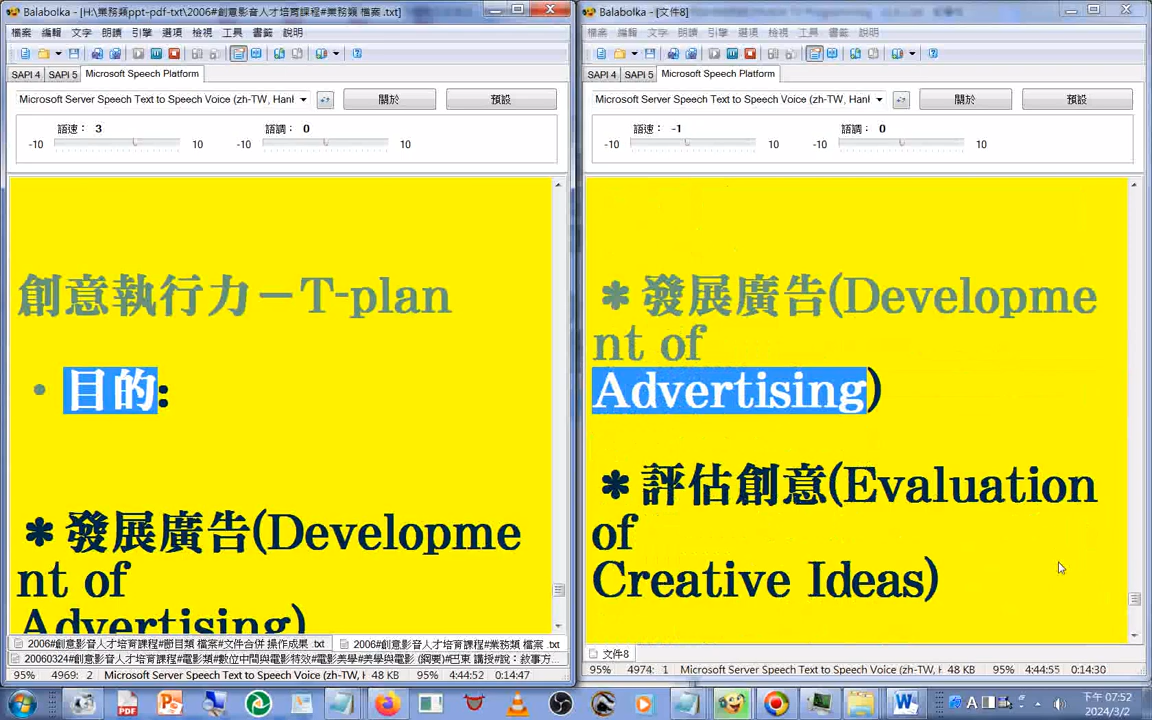 Balabolka - [H:\業務類ppt-pdf-txt\2006#創意影音人才培育課程#業務類 檔案 .txt]
檔案 編輯 文字 朗讀 引擎 選項 檢視 工具 書籤 說明
SAPI 4 SAPI 5 Microsoft Speech Platform
Microsoft Server Speech Text to Speech Voice (zh-TW, Hanl
關於 預設
語速： 3 語調： 0
-10 10 -10 10
創意執行力－T-plan
• 目的:
＊發展廣告(Developme
nt of
Advertising)
2006#創意影音人才培育課程#節目類 檔案#文件合併 操作成果 .txt
2006#創意影音人才培育課程#業務類 檔案 .txt
20060324#創意影音人才培育課程#電影類#數位中間與電影特效#電影美學#美學與電影 (綱要)#巴東 講授#說：敘事方...
95% 4969: 2 Microsoft Server Speech Text to Speech Voice (zh-TW, H 48 KB 95% 4:44:52 0:14:47
Balabolka - [文件8]
檔案 編輯 文字 朗讀 引擎 選項 檢視 工具 書籤 說明
SAPI 4 SAPI 5 Microsoft Speech Platform
Microsoft Server Speech Text to Speech Voice (zh-TW, Hanl
關於 預設
語速： -1 語調： 0
-10 10 -10 10
＊發展廣告(Developme
nt of
Advertising)
＊評估創意(Evaluation
of
Creative Ideas)
文件8
95% 4974: 1 Microsoft Server Speech Text to Speech Voice (zh-TW, H 48 KB 95% 4:44:55 0:14:30
PDF
A
下午 07:52
2024/3/2